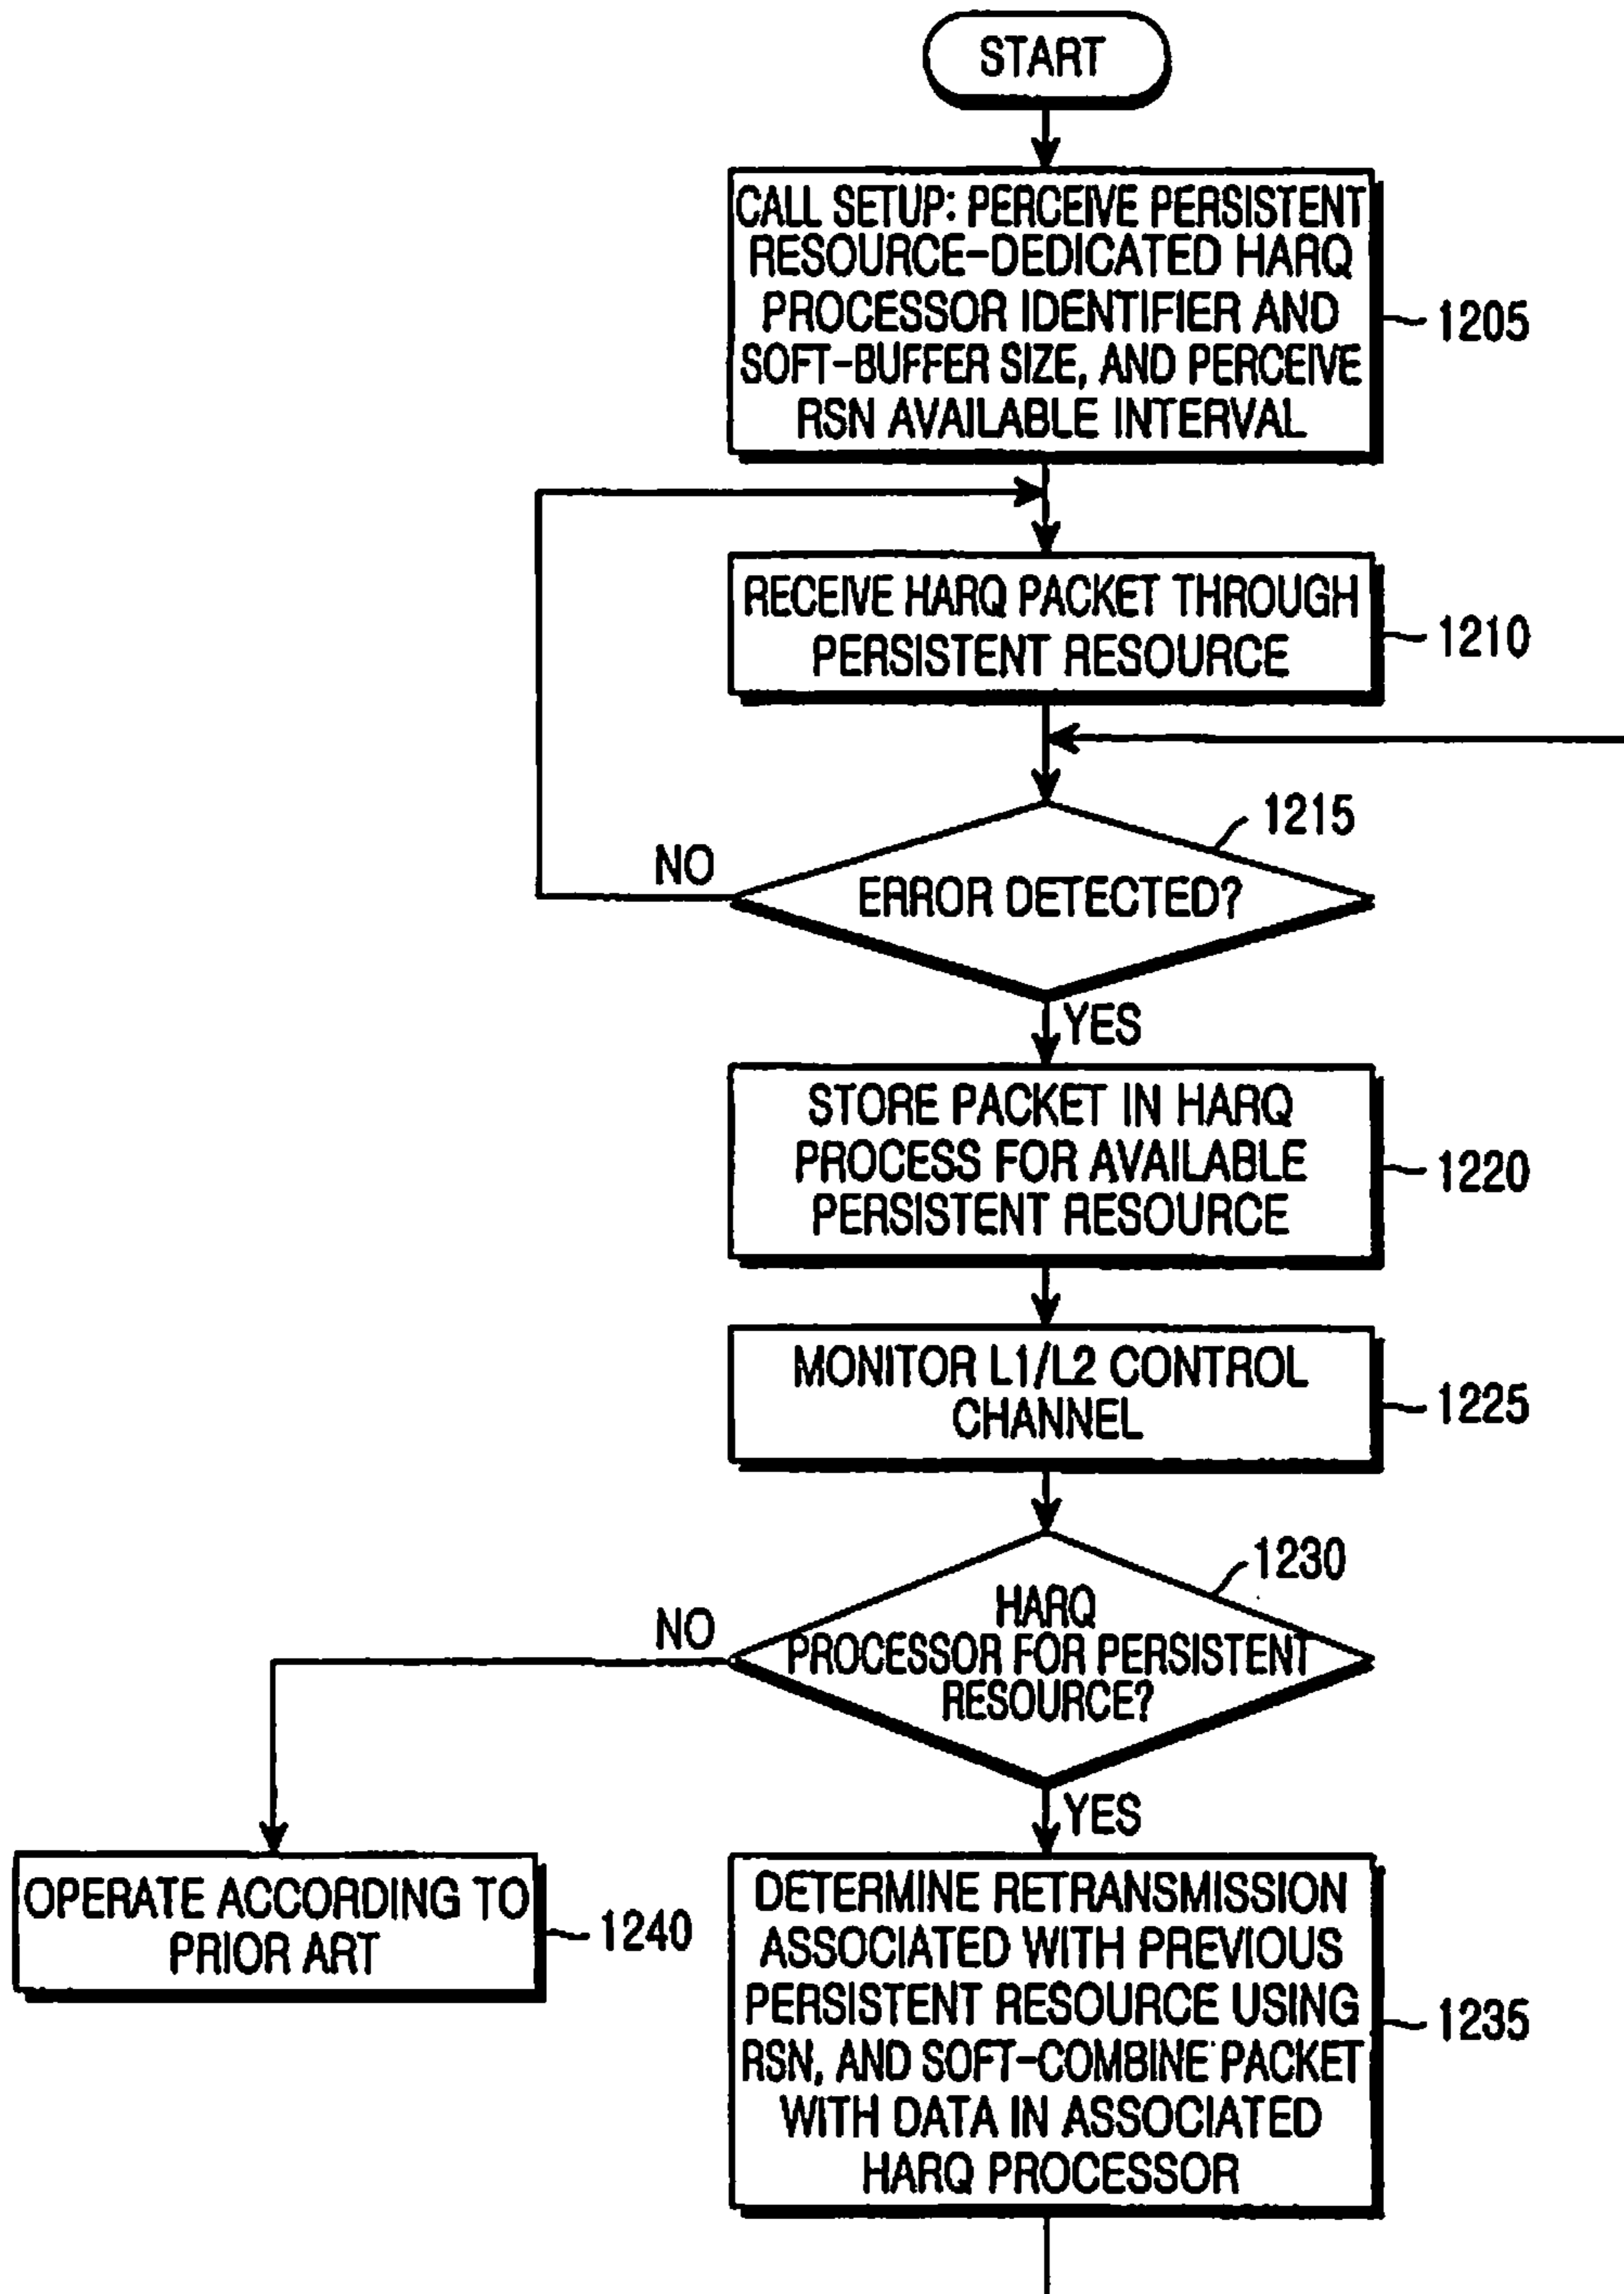 START
CALL SETUP: PERCEIVE PERSISTENT
RESOURCE-DEDICATED HARQ
PROCESSOR IDENTIFIER AND
SOFT-BUFFER SIZE, AND PERCEIVE
RSN AVAILABLE INTERVAL
1205
RECEIVE HARQ PACKET THROUGH
PERSISTENT RESOURCE
1210
1215
NO
ERROR DETECTED?
YES
STORE PACKET IN HARQ
PROCESS FOR AVAILABLE
PERSISTENT RESOURCE
1220
MONITOR L1/L2 CONTROL
CHANNEL
1225
1230
NO
HARQ
PROCESSOR FOR PERSISTENT
RESOURCE?
YES
OPERATE ACCORDING TO
PRIOR ART
1240
DETERMINE RETRANSMISSION
ASSOCIATED WITH PREVIOUS
PERSISTENT RESOURCE USING
RSN, AND SOFT-COMBINE PACKET
WITH DATA IN ASSOCIATED
HARQ PROCESSOR
1235